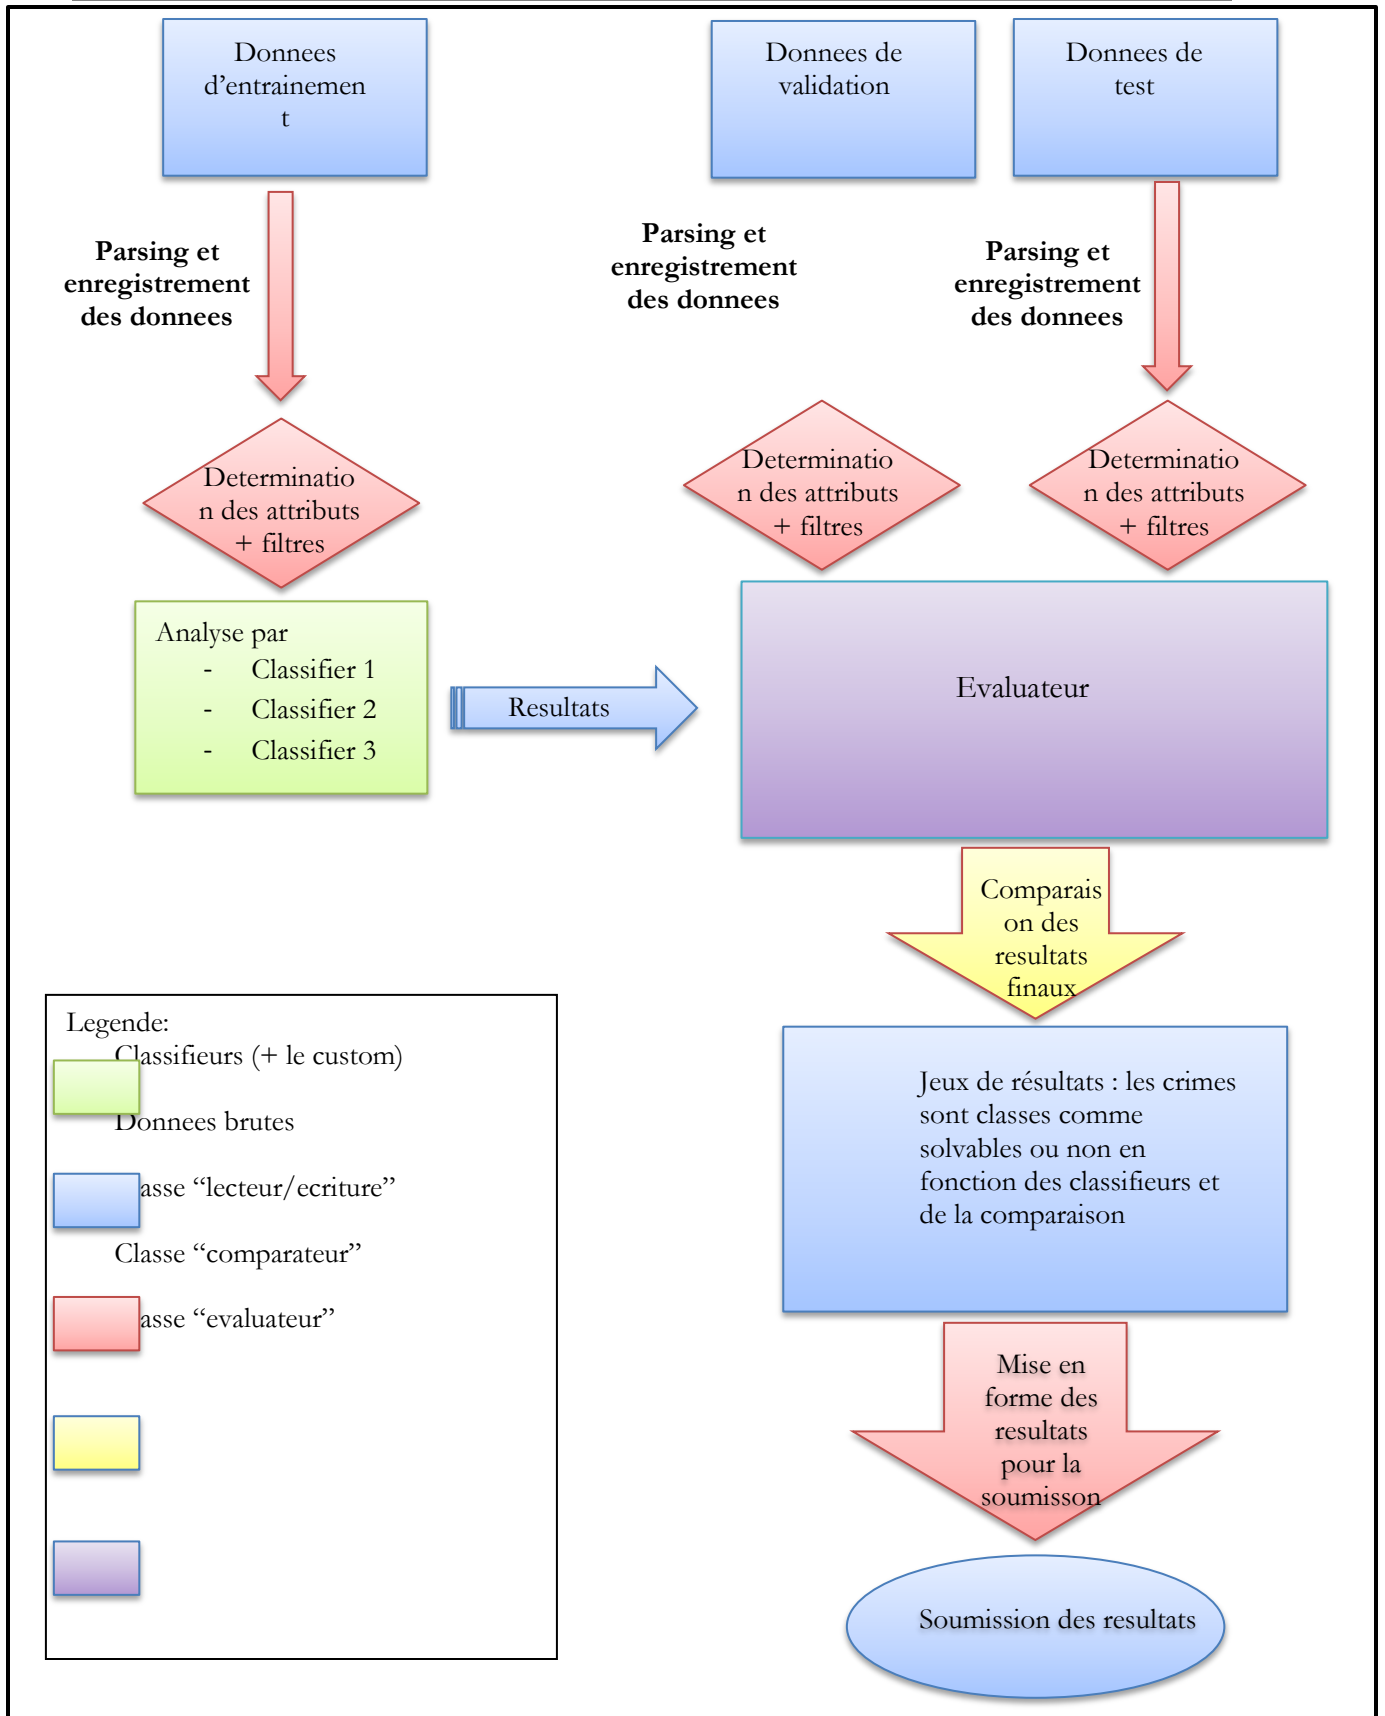 Donnees
d’entrainemen
t
Donnees de
validation
Donnees de
test
Parsing et
enregistrement
des donnees
Parsing et
enregistrement
des donnees
Parsing et
enregistrement
des donnees
Determinatio
n des attributs
+ filtres
Determinatio
n des attributs
+ filtres
Determinatio
n des attributs
+ filtres
Analyse par
- Classifier 1
- Classifier 2
- Classifier 3
Resultats
Evaluateur
Comparais
on des
resultats
finaux
Legende:
Classifieurs (+ le custom)
Donnees brutes
asse “lecteur/ecriture”
Classe “comparateur”
asse “evaluateur”
Jeux de résultats : les crimes
sont classes comme
solvables ou non en
fonction des classifieurs et
de la comparaison
Mise en
forme des
resultats
pour la
soumisson
Soumission des resultats